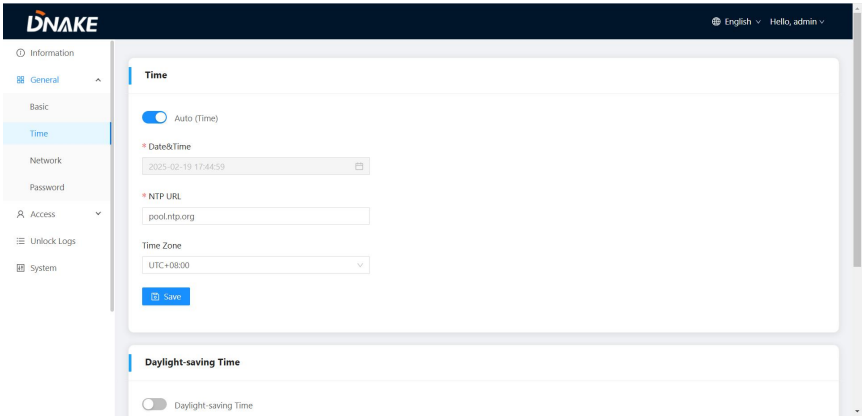 DNAKE
English
Hello, admin
Information
General
Basic
Time
Network
Password
Access
Unlock Logs
System
Time
Auto (Time)
* Date&Time
2025-02-19 17:44:59
* NTP URL
pool.ntp.org
Time Zone
UTC+08:00
Save
Daylight-saving Time
Daylight-saving Time